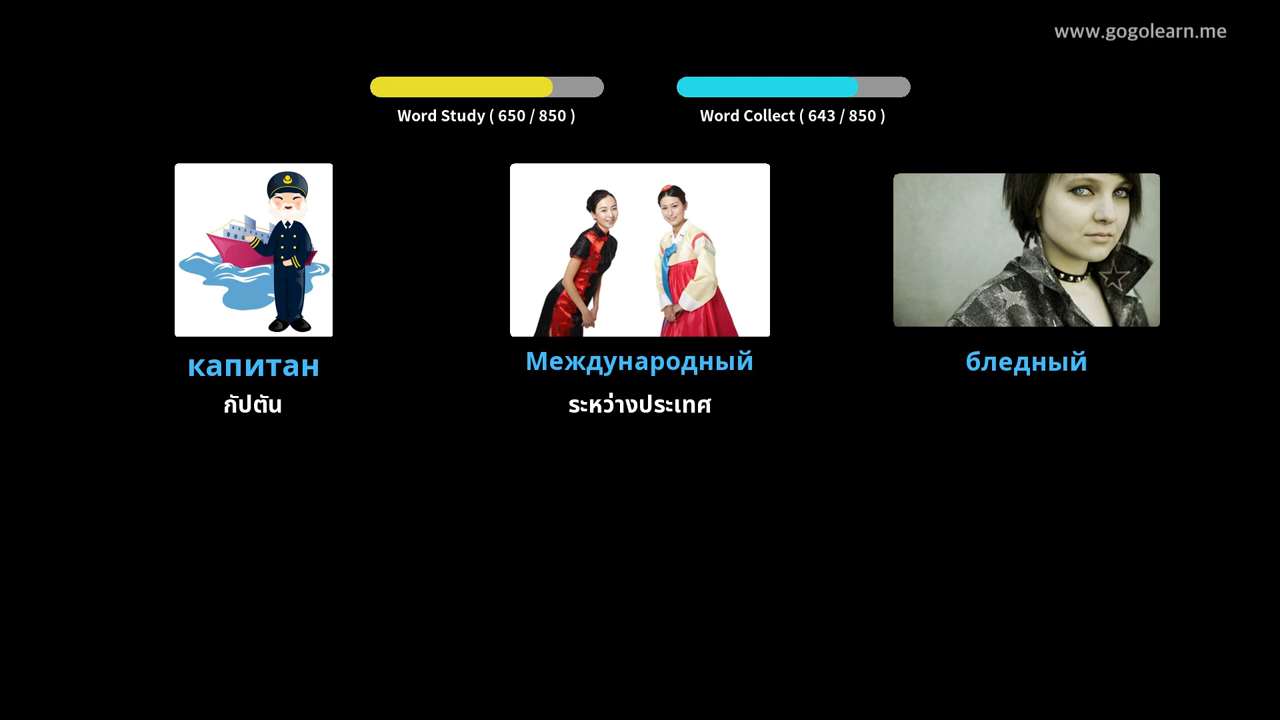 www.gogolearn.me
Word Study ( 650 / 850 )
Word Collect ( 643 / 850 )
капитан
กัปตัน
Международный
ระหว่างประเทศ
бледный